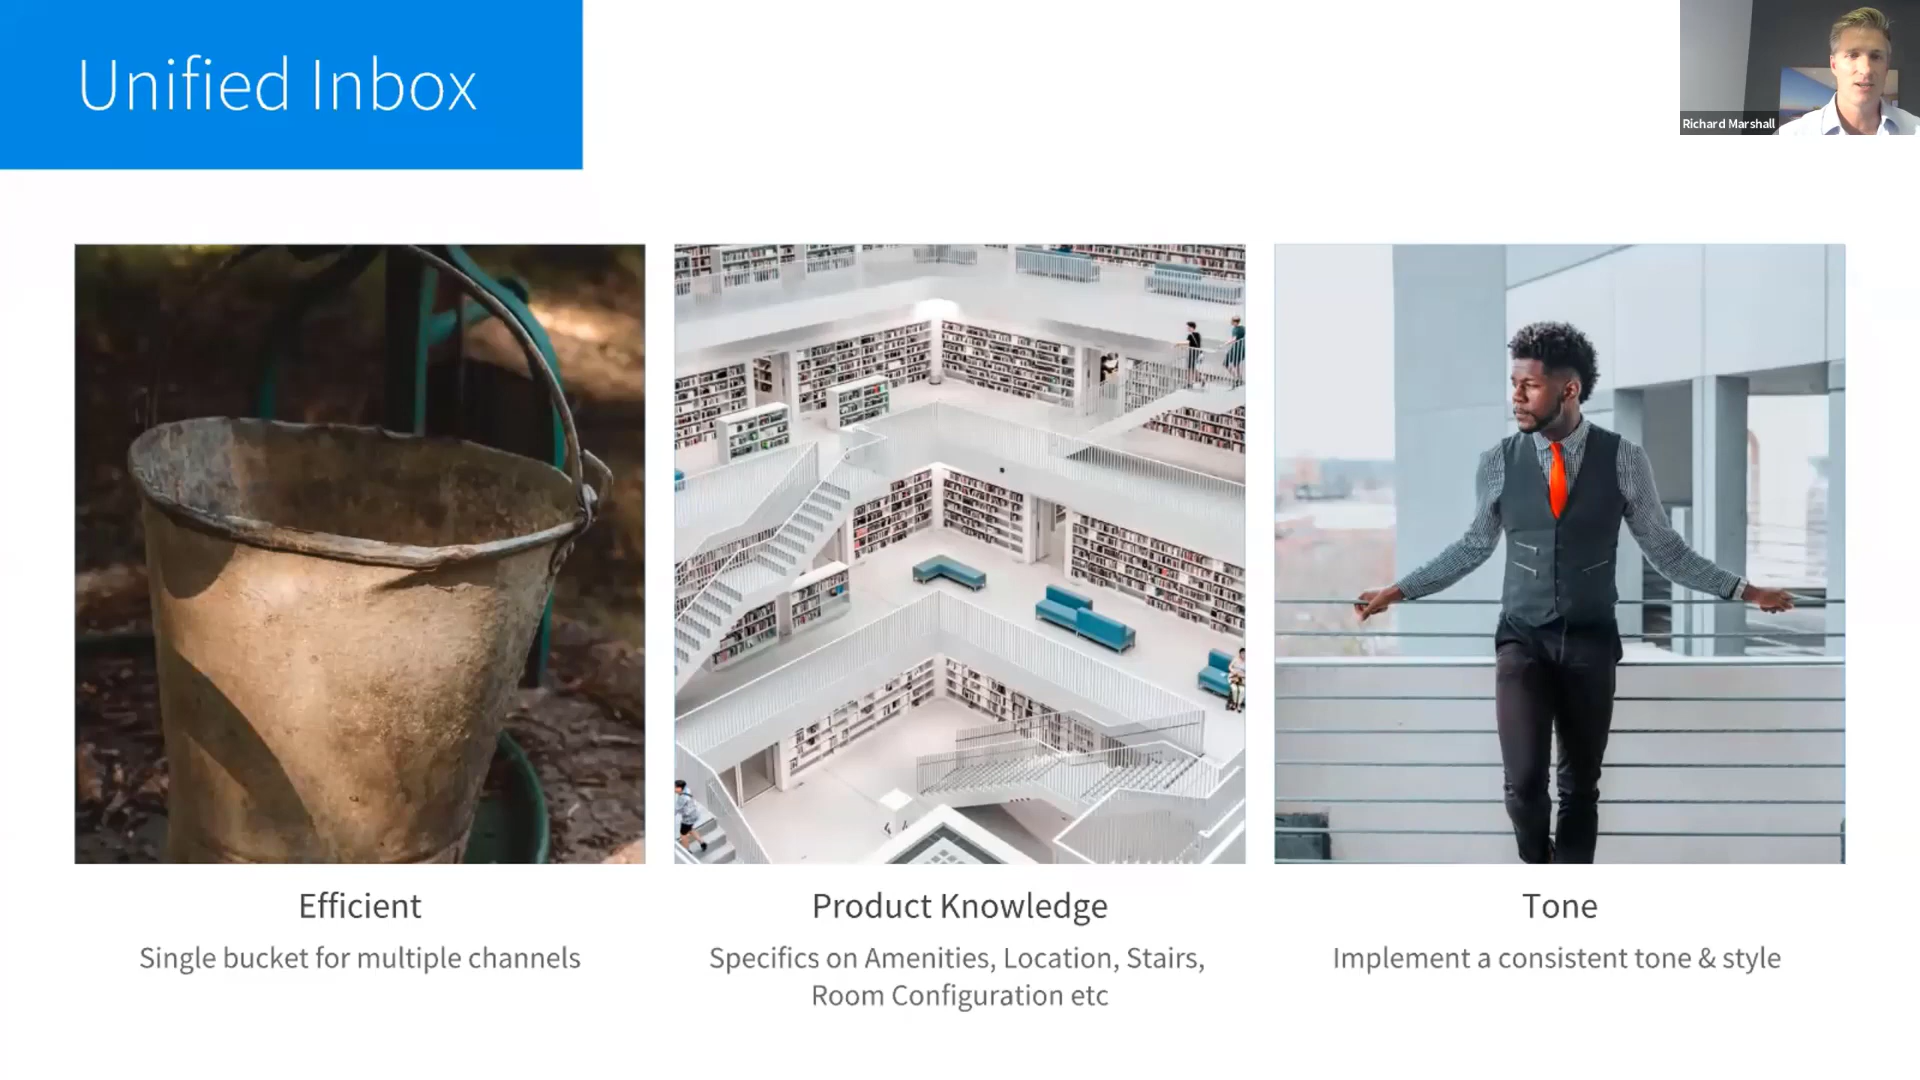 Unified Inbox
Richard Marshall
Efficient
Single bucket for multiple channels
Product Knowledge
Specifics on Amenities, Location, Stairs,
Room Configuration etc
Tone
Implement a consistent tone & style